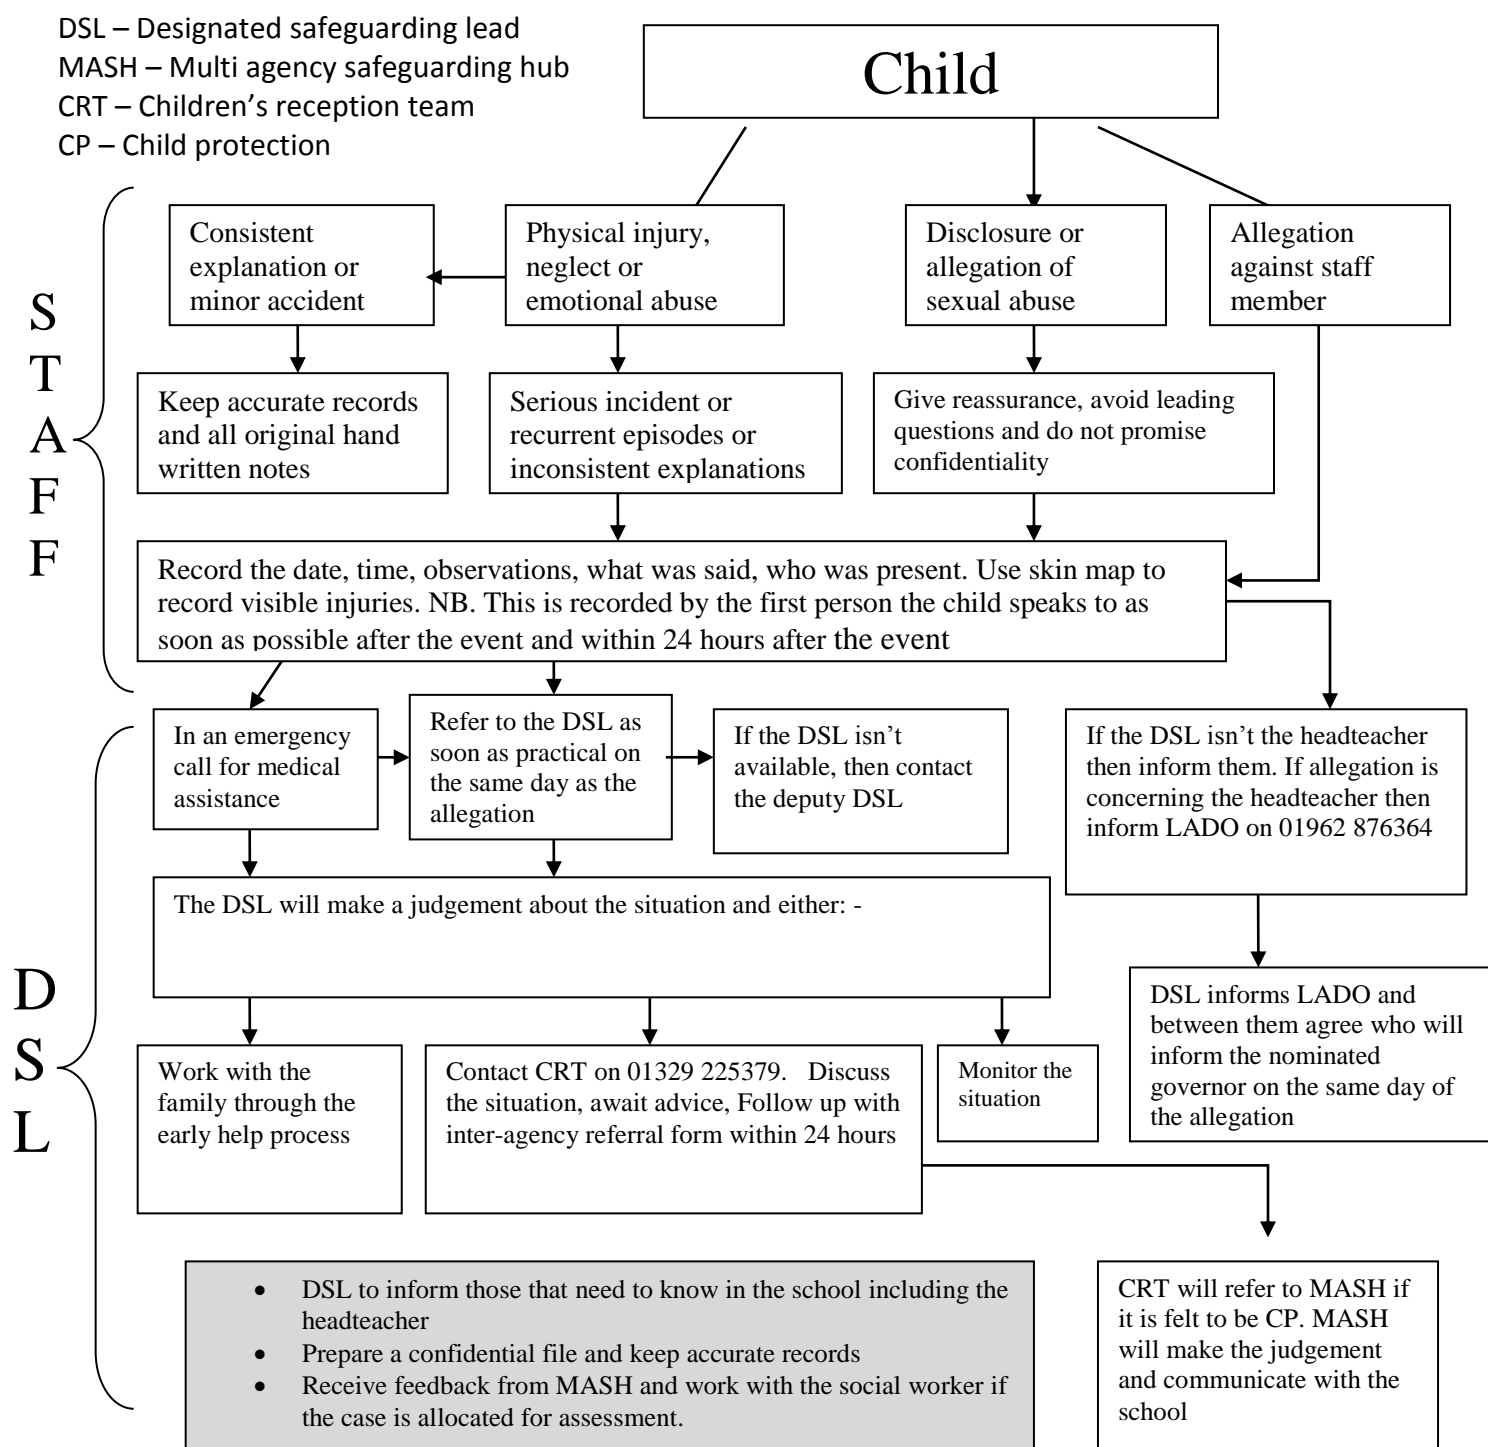 DSL – Designated safeguarding lead
MASH – Multi agency safeguarding hub
CRT – Children's reception team
CP – Child protection
Child
STAFF
Consistent
explanation or
minor accident
Physical injury,
neglect or
emotional abuse
Disclosure or
allegation of
sexual abuse
Allegation
against staff
member
Keep accurate records
and all original hand
written notes
Serious incident or
recurrent episodes or
inconsistent explanations
Give reassurance, avoid leading
questions and do not promise
confidentiality
Record the date, time, observations, what was said, who was present. Use skin map to
record visible injuries. NB. This is recorded by the first person the child speaks to as
soon as possible after the event and within 24 hours after the event
DSL
In an emergency
call for medical
assistance
Refer to the DSL as
soon as practical on
the same day as the
allegation
If the DSL isn't
available, then contact
the deputy DSL
If the DSL isn't the headteacher
then inform them. If allegation is
concerning the headteacher then
inform LADO on 01962 876364
The DSL will make a judgement about the situation and either: -
DSL informs LADO and
between them agree who will
inform the nominated
governor on the same day of
the allegation
Work with the
family through the
early help process
Contact CRT on 01329 225379.   Discuss
the situation, await advice, Follow up with
inter-agency referral form within 24 hours
Monitor the
situation
• DSL to inform those that need to know in the school including the
headteacher
• Prepare a confidential file and keep accurate records
• Receive feedback from MASH and work with the social worker if
the case is allocated for assessment.
CRT will refer to MASH if
it is felt to be CP. MASH
will make the judgement
and communicate with the
school